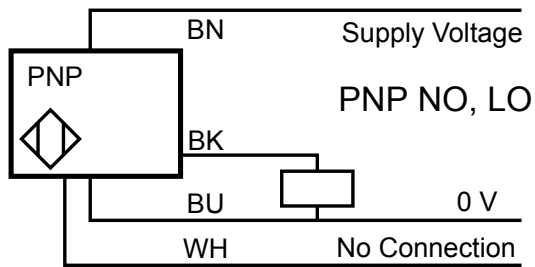 BN Supply Voltage
PNP
PNP NO, LO
BK
BU 0 V
WH No Connection